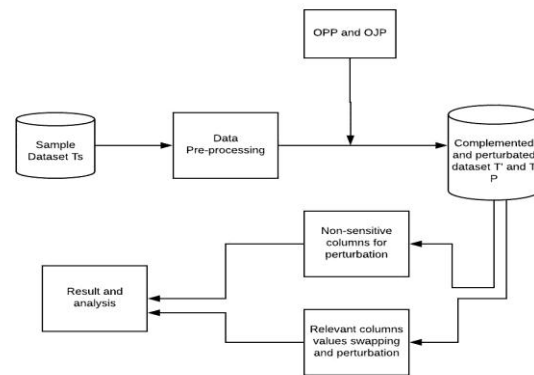 OPP and OJP
Sample
Dataset Ts
Data
Pre-processing
Complemented
and perturbated
dataset T' and T
P
Non-sensitive
columns for
perturbation
Result and
analysis
Relevant columns
values swapping
and perturbation